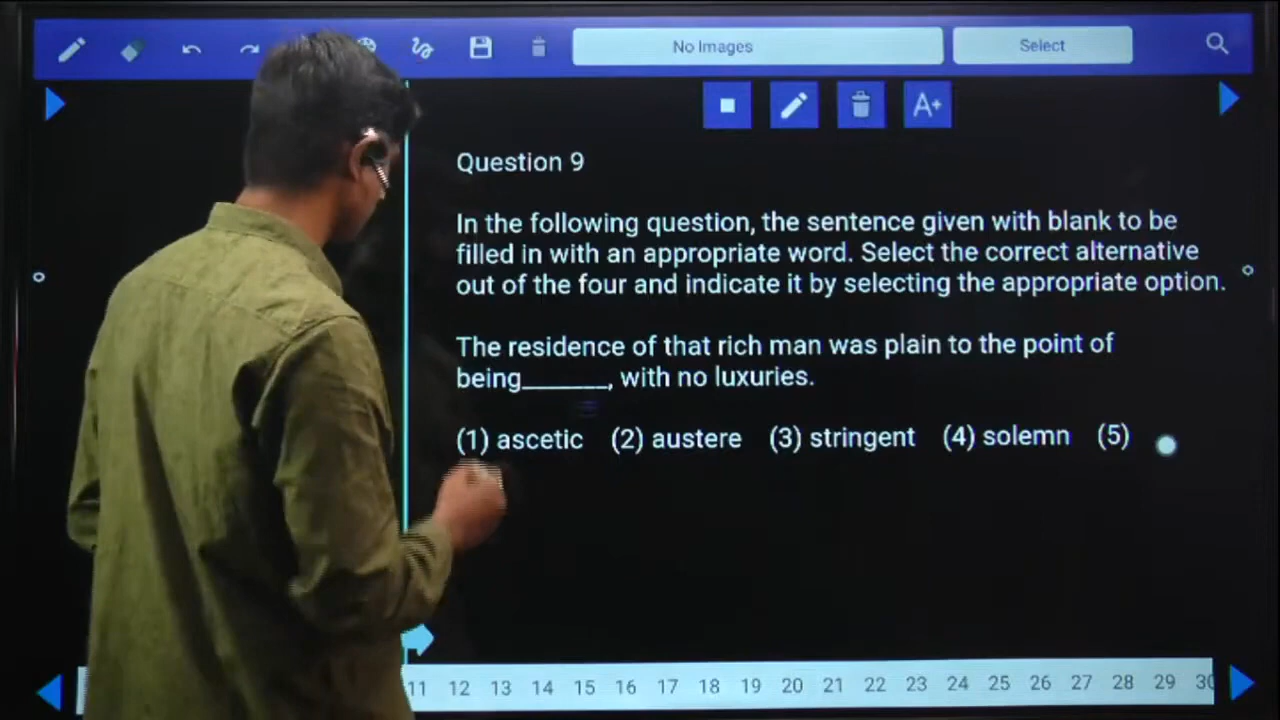 No Images
Select
A+
Question 9
In the following question, the sentence given with blank to be
filled in with an appropriate word. Select the correct alternative
out of the four and indicate it by selecting the appropriate option.
The residence of that rich man was plain to the point of
being______, with no luxuries.
(1) ascetic (2) austere (3) stringent (4) solemn (5)
11 12 13 14 15 16 17 18 19 20 21 22 23 24 25 26 27 28 29 30